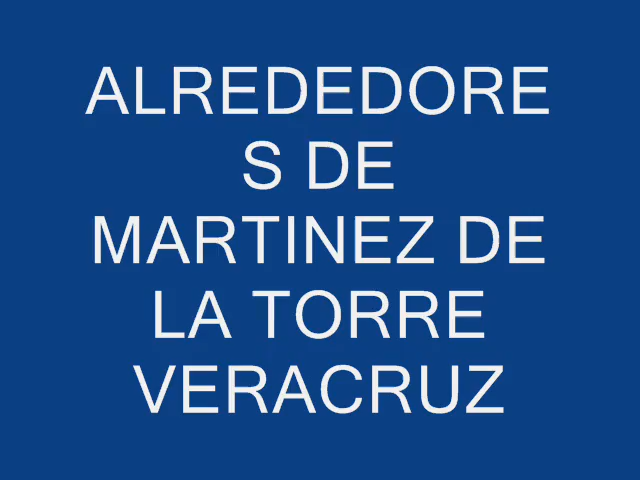 ALREDEDORE
S DE
MARTINEZ DE
LA TORRE
VERACRUZ